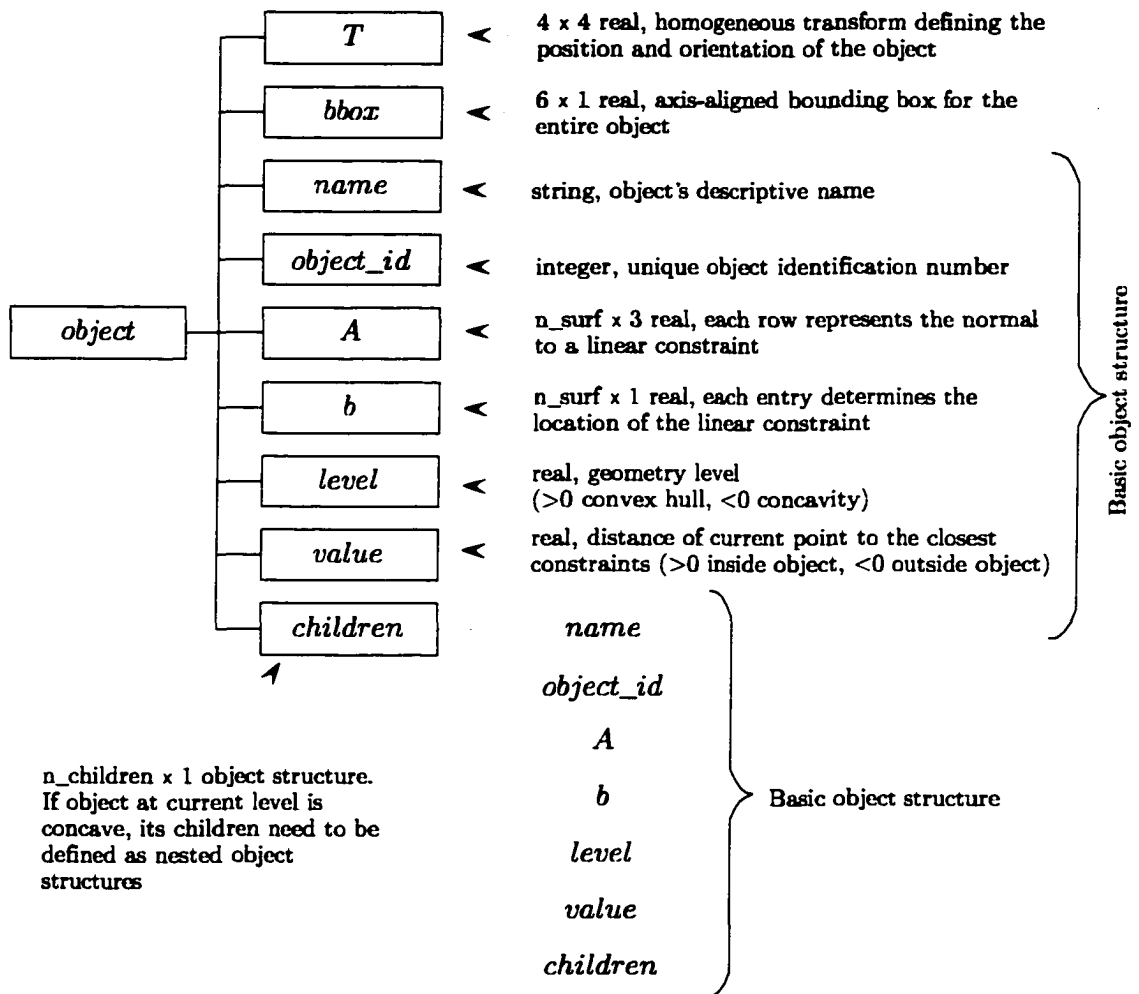 T
4 x 4 real, homogeneous transform defining the
position and orientation of the object
bbox
6 x 1 real, axis-aligned bounding box for the
entire object
name
string, object's descriptive name
object_id
integer, unique object identification number
object
A
n_surf x 3 real, each row represents the normal
to a linear constraint
b
n_surf x 1 real, each entry determines the
location of the linear constraint
level
real, geometry level
(>0 convex hull, <0 concavity)
value
real, distance of current point to the closest
constraints (>0 inside object, <0 outside object)
Basic object structure
children
n_children x 1 object structure.
If object at current level is
concave, its children need to be
defined as nested object
structures
name
object_id
A
b
level
value
children
Basic object structure